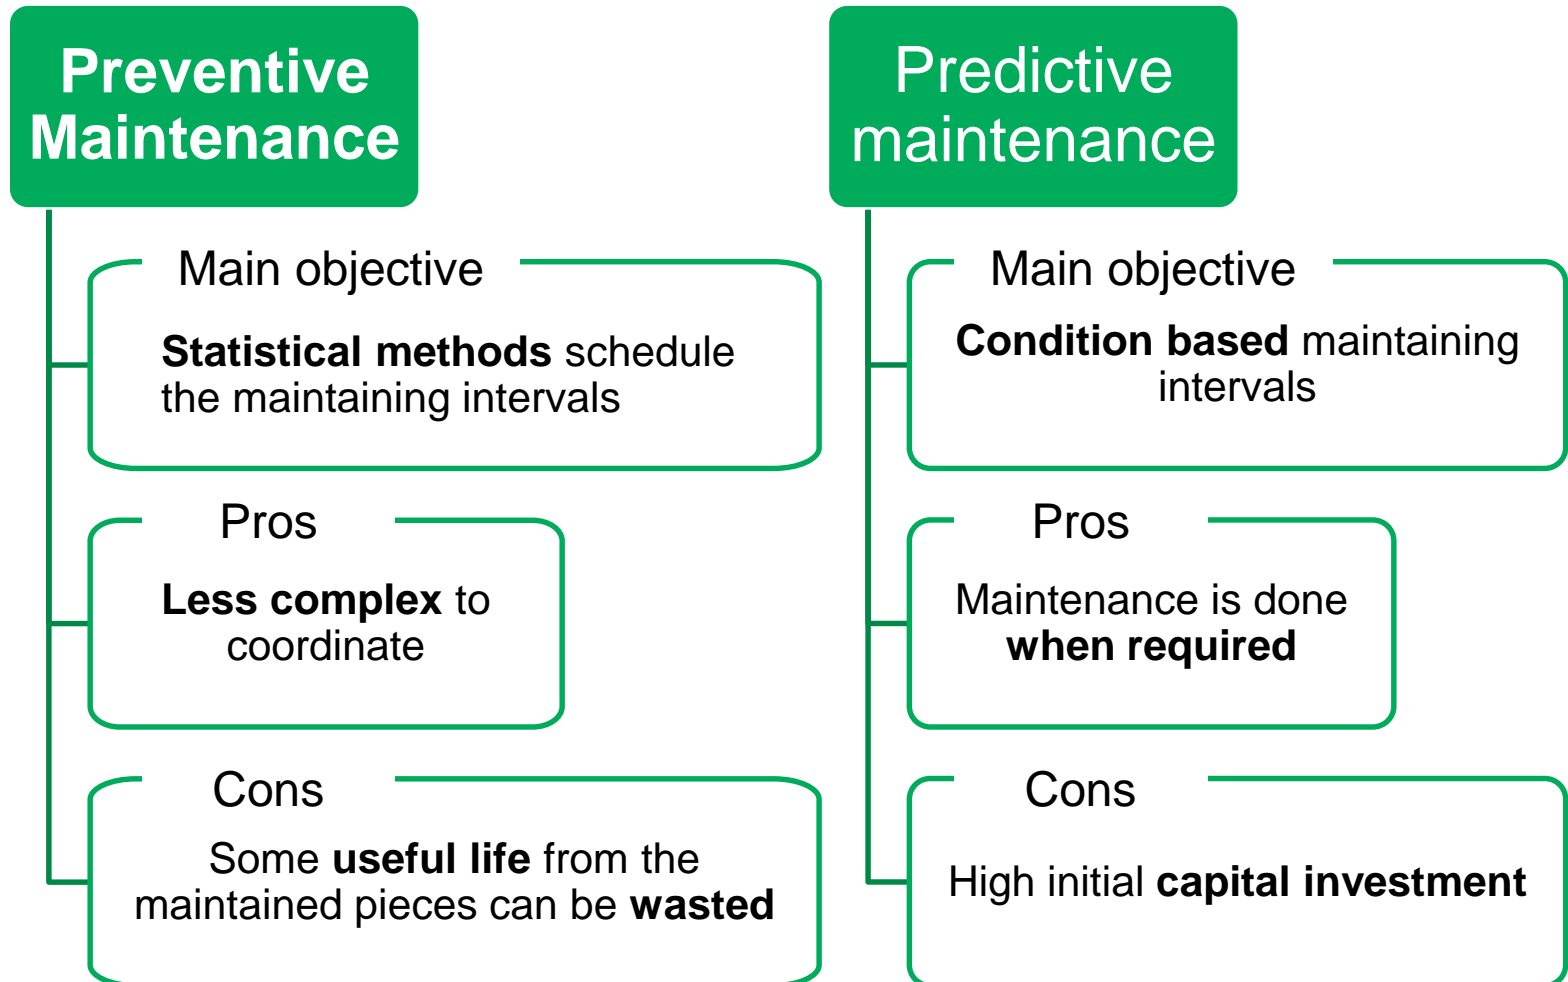 Preventive
Maintenance
Main objective
Statistical methods schedule
the maintaining intervals
Pros
Less complex to
coordinate
Cons
Some useful life from the
maintained pieces can be wasted
Predictive
maintenance
Main objective
Condition based maintaining
intervals
Pros
Maintenance is done
when required
Cons
High initial capital investment